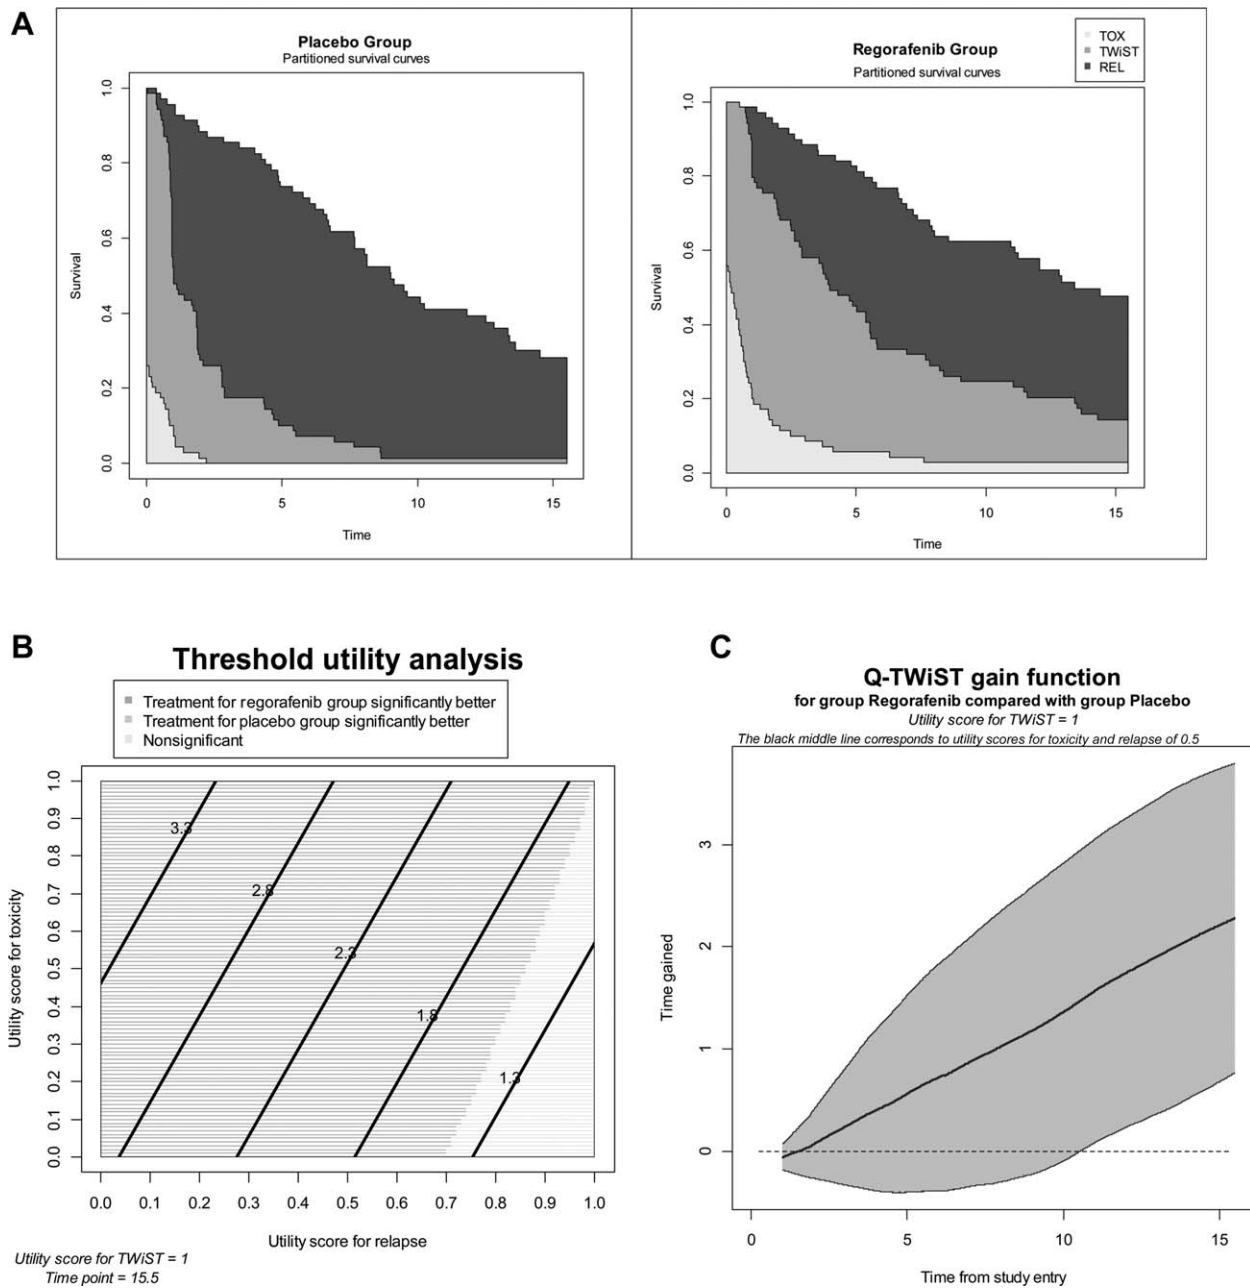 A
Placebo Group
Partitioned survival curves
Survival
1.0
0.8
0.6
0.4
0.2
0.0
0
5
10
15
Time
Regorafenib Group
Partitioned survival curves
TOX
TWiST
REL
Survival
1.0
0.8
0.6
0.4
0.2
0.0
0
5
10
15
Time
B
Threshold utility analysis
Treatment for regorafenib group significantly better
Treatment for placebo group significantly better
Nonsignificant
Utility score for toxicity
1.0
0.9
0.8
0.7
0.6
0.5
0.4
0.3
0.2
0.1
0.0
3.3
2.8
2.3
1.8
1.3
0.0
0.1
0.2
0.3
0.4
0.5
0.6
0.7
0.8
0.9
1.0
Utility score for relapse
Utility score for TWiST = 1
Time point = 15.5
C
Q-TWiST gain function
for group Regorafenib compared with group Placebo
Utility score for TWiST = 1
The black middle line corresponds to utility scores for toxicity and relapse of 0.5
Time gained
3
2
1
0
0
5
10
15
Time from study entry